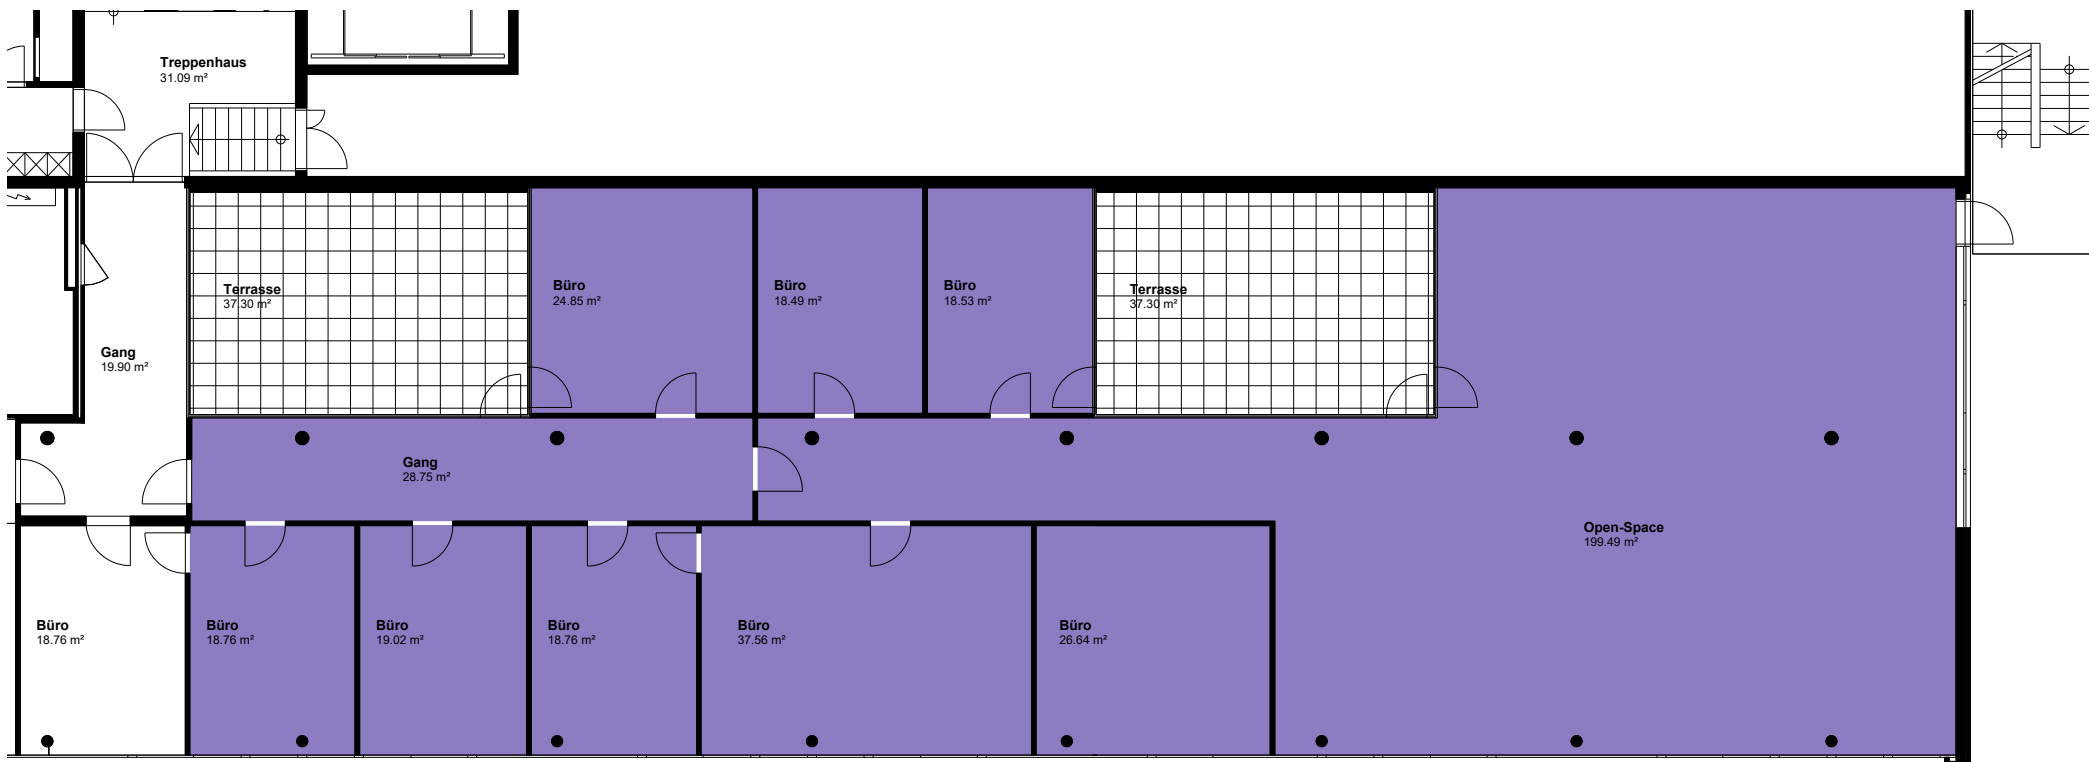 Treppenhaus
31.09 m²
Terrasse
37.30 m²
Büro
24.85 m²
Büro
18.49 m²
Büro
18.53 m²
Terrasse
37.30 m²
Gang
19.90 m²
Gang
28.75 m²
Open-Space
199.49 m²
Büro
18.76 m²
Büro
18.76 m²
Büro
19.02 m²
Büro
18.76 m²
Büro
37.56 m²
Büro
26.64 m²